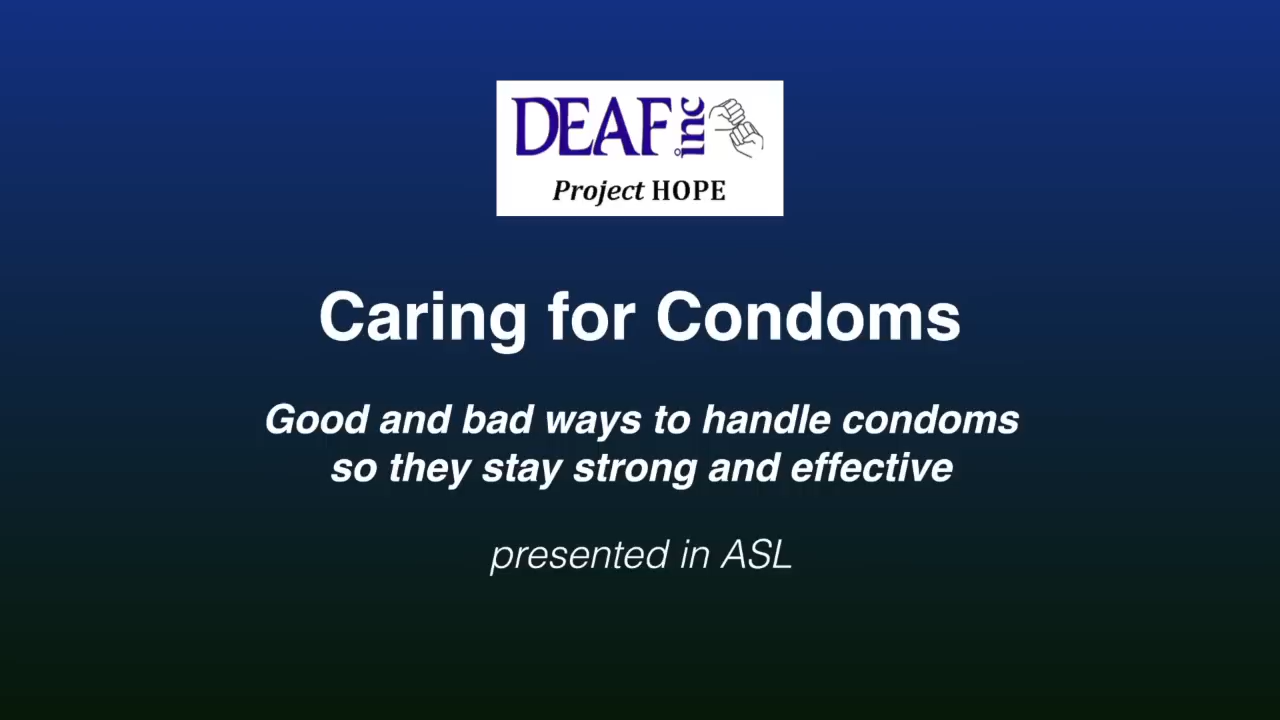 DEAF inc
Project HOPE
Caring for Condoms
Good and bad ways to handle condoms
so they stay strong and effective
presented in ASL